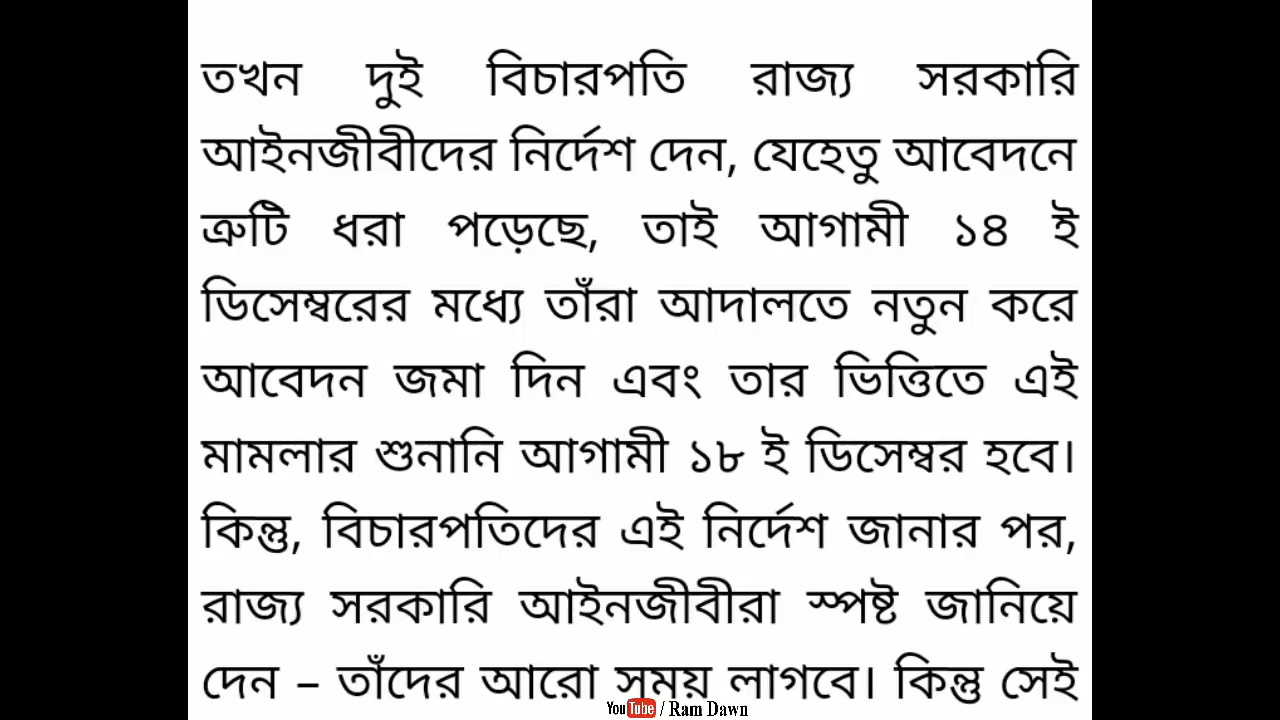 তখন দুই বিচারপতি রাজ্য সরকারি
আইনজীবীদের নির্দেশ দেন, যেহেতু আবেদনে
ত্রুটি ধরা পড়েছে, তাই আগামী ১৪ ই
ডিসেম্বরের মধ্যে তাঁরা আদালতে নতুন করে
আবেদন জমা দিন এবং তার ভিত্তিতে এই
মামলার শুনানি আগামী ১৮ ই ডিসেম্বর হবে।
কিন্তু, বিচারপতিদের এই নির্দেশ জানার পর,
রাজ্য সরকারি আইনজীবীরা স্পষ্ট জানিয়ে
দেন – তাঁদের আরো সময় লাগবে। কিন্তু সেই
YouTube / Ram Dawn